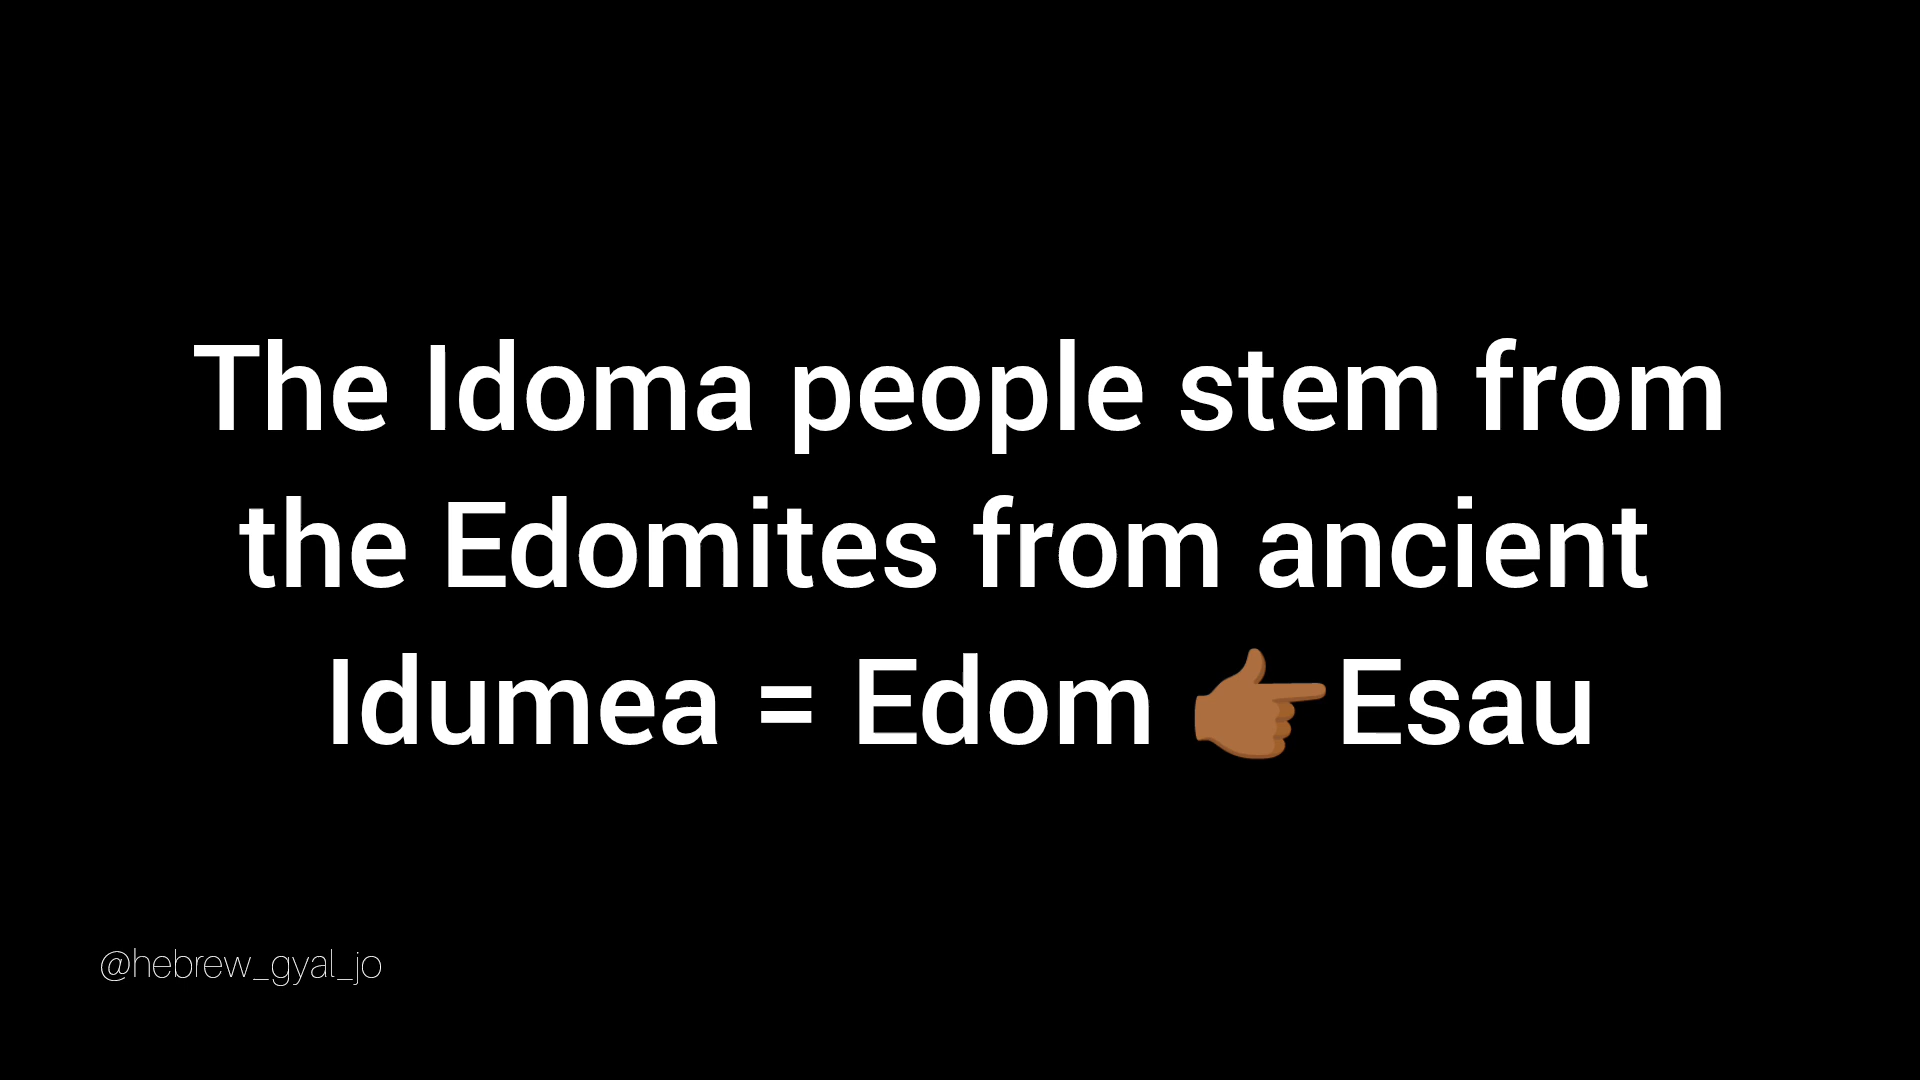 The Idoma people stem from
the Edomites from ancient
Idumea = Edom 👉🏾Esau
@hebrew_gyal_jo